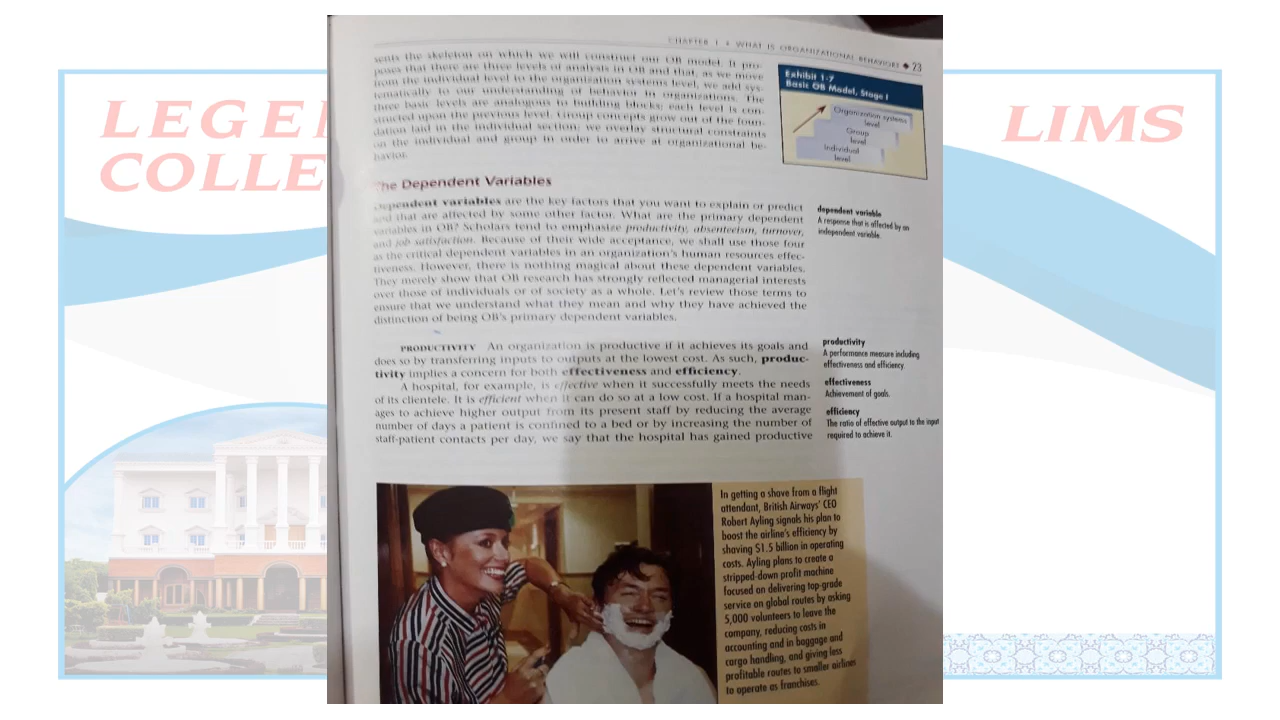 LEGEN
COLLE
LIMS
CHAPTER 1 ◆ WHAT IS ORGANIZATIONAL BEHAVIOR? ◆ 23
sents the skeleton on which we will construct our OB model. It pro-
poses that there are three levels of analysis in OB and that, as we move
from the individual level to the organization systems level, we add sys-
tematically to our understanding of behavior in organizations. The
three basic levels are analogous to building blocks; each level is con-
structed upon the previous level. Group concepts grow out of the foun-
dation laid in the individual section; we overlay structural constraints
on the individual and group in order to arrive at organizational be-
havior.
Exhibit 1-7
Basic OB Model, Stage I
Organization systems
level
Group
level
Individual
level
The Dependent Variables
Dependent variables are the key factors that you want to explain or predict
and that are affected by some other factor. What are the primary dependent
variables in OB? Scholars tend to emphasize productivity, absenteeism, turnover,
and job satisfaction. Because of their wide acceptance, we shall use those four
as the critical dependent variables in an organization's human resources effec-
tiveness. However, there is nothing magical about these dependent variables.
They merely show that OB research has strongly reflected managerial interests
over those of individuals or of society as a whole. Let's review those terms to
ensure that we understand what they mean and why they have achieved the
distinction of being OB's primary dependent variables.
dependent variable
A response that is affected by an
independent variable.
PRODUCTIVITY An organization is productive if it achieves its goals and
does so by transferring inputs to outputs at the lowest cost. As such, produc-
tivity implies a concern for both effectiveness and efficiency.
A hospital, for example, is effective when it successfully meets the needs
of its clientele. It is efficient when it can do so at a low cost. If a hospital man-
ages to achieve higher output from its present staff by reducing the average
number of days a patient is confined to a bed or by increasing the number of
staff-patient contacts per day, we say that the hospital has gained productive
productivity
A performance measure including
effectiveness and efficiency.
effectiveness
Achievement of goals.
efficiency
The ratio of effective output to the input
required to achieve it.
In getting a shave from a flight
attendant, British Airways' CEO
Robert Ayling signals his plan to
boost the airline's efficiency by
shaving $1.5 billion in operating
costs. Ayling plans to create a
stripped-down profit machine
focused on delivering top-grade
service on global routes by asking
5,000 volunteers to leave the
company, reducing costs in
accounting and in baggage and
cargo handling, and giving less
profitable routes to smaller airlines
to operate as franchises.